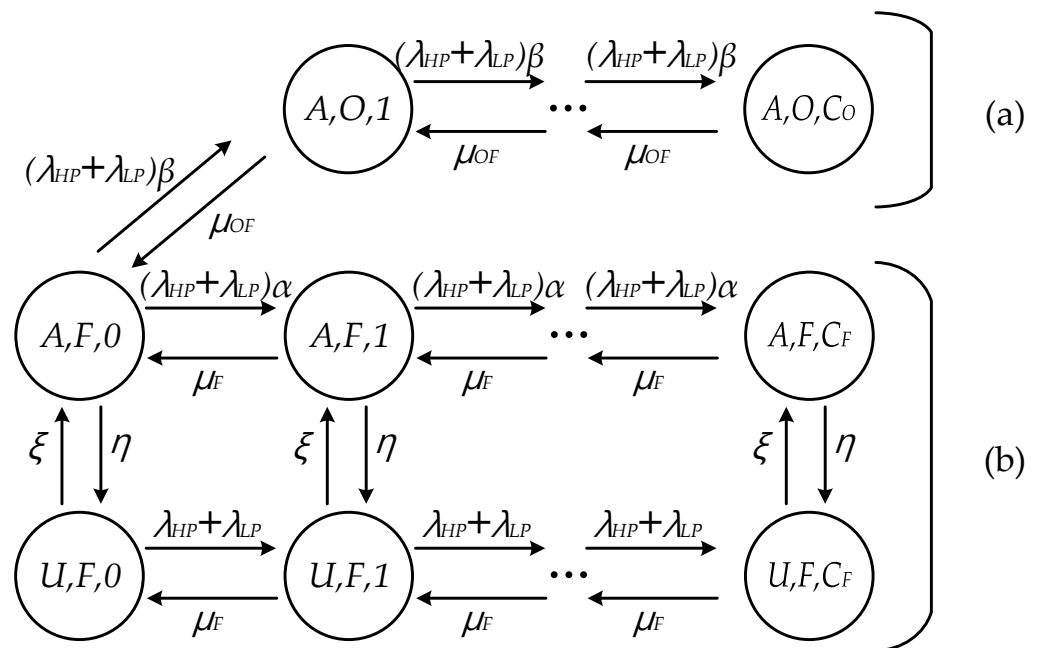 (λHP+λLP)β (λHP+λLP)β
A,O,1 ... A,O,CO (a)
μOF μOF
(λHP+λLP)β
μOF
(λHP+λLP)α (λHP+λLP)α (λHP+λLP)α
A,F,0 A,F,1 ... A,F,CF
μF μF μF
ξ η ξ η ξ η
(b)
λHP+λLP λHP+λLP λHP+λLP
U,F,0 U,F,1 ... U,F,CF
μF μF μF